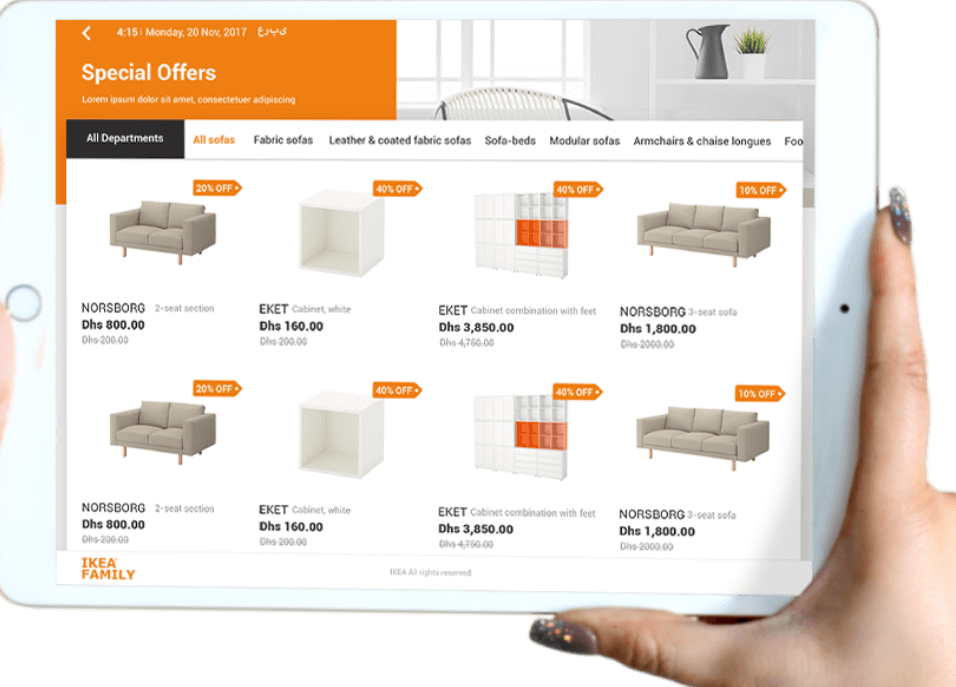 4:15 | Monday, 20 Nov, 2017
Special Offers
Lorem ipsum dolor sit amet, consectetuer adipiscing
All Departments All sofas Fabric sofas Leather & coated fabric sofas Sofa-beds Modular sofas Armchairs & chaise longues Foo
20% OFF
40% OFF
40% OFF
10% OFF
NORSBORG 2-seat section
Dhs 800.00
Dhs 200.00
EKET Cabinet, white
Dhs 160.00
Dhs 200.00
EKET Cabinet combination with feet
Dhs 3,850.00
Dhs 4,750.00
NORSBORG 3-seat sofa
Dhs 1,800.00
Dhs 2000.00
20% OFF
40% OFF
40% OFF
10% OFF
NORSBORG 2-seat section
Dhs 800.00
Dhs 200.00
EKET Cabinet, white
Dhs 160.00
Dhs 200.00
EKET Cabinet combination with feet
Dhs 3,850.00
Dhs 4,750.00
NORSBORG 3-seat sofa
Dhs 1,800.00
Dhs 2000.00
IKEA
FAMILY
IKEA All rights reserved